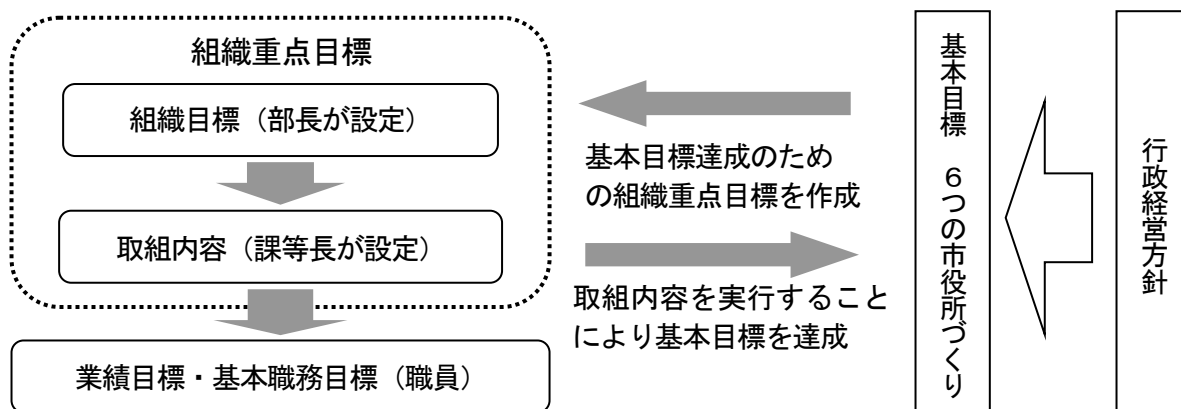 組織重点目標
組織目標（部長が設定）
取組内容（課等長が設定）
業績目標・基本職務目標（職員）
基本目標達成のため
の組織重点目標を作成
取組内容を実行すること
により基本目標を達成
基本目標　６つの市役所づくり
行政経営方針